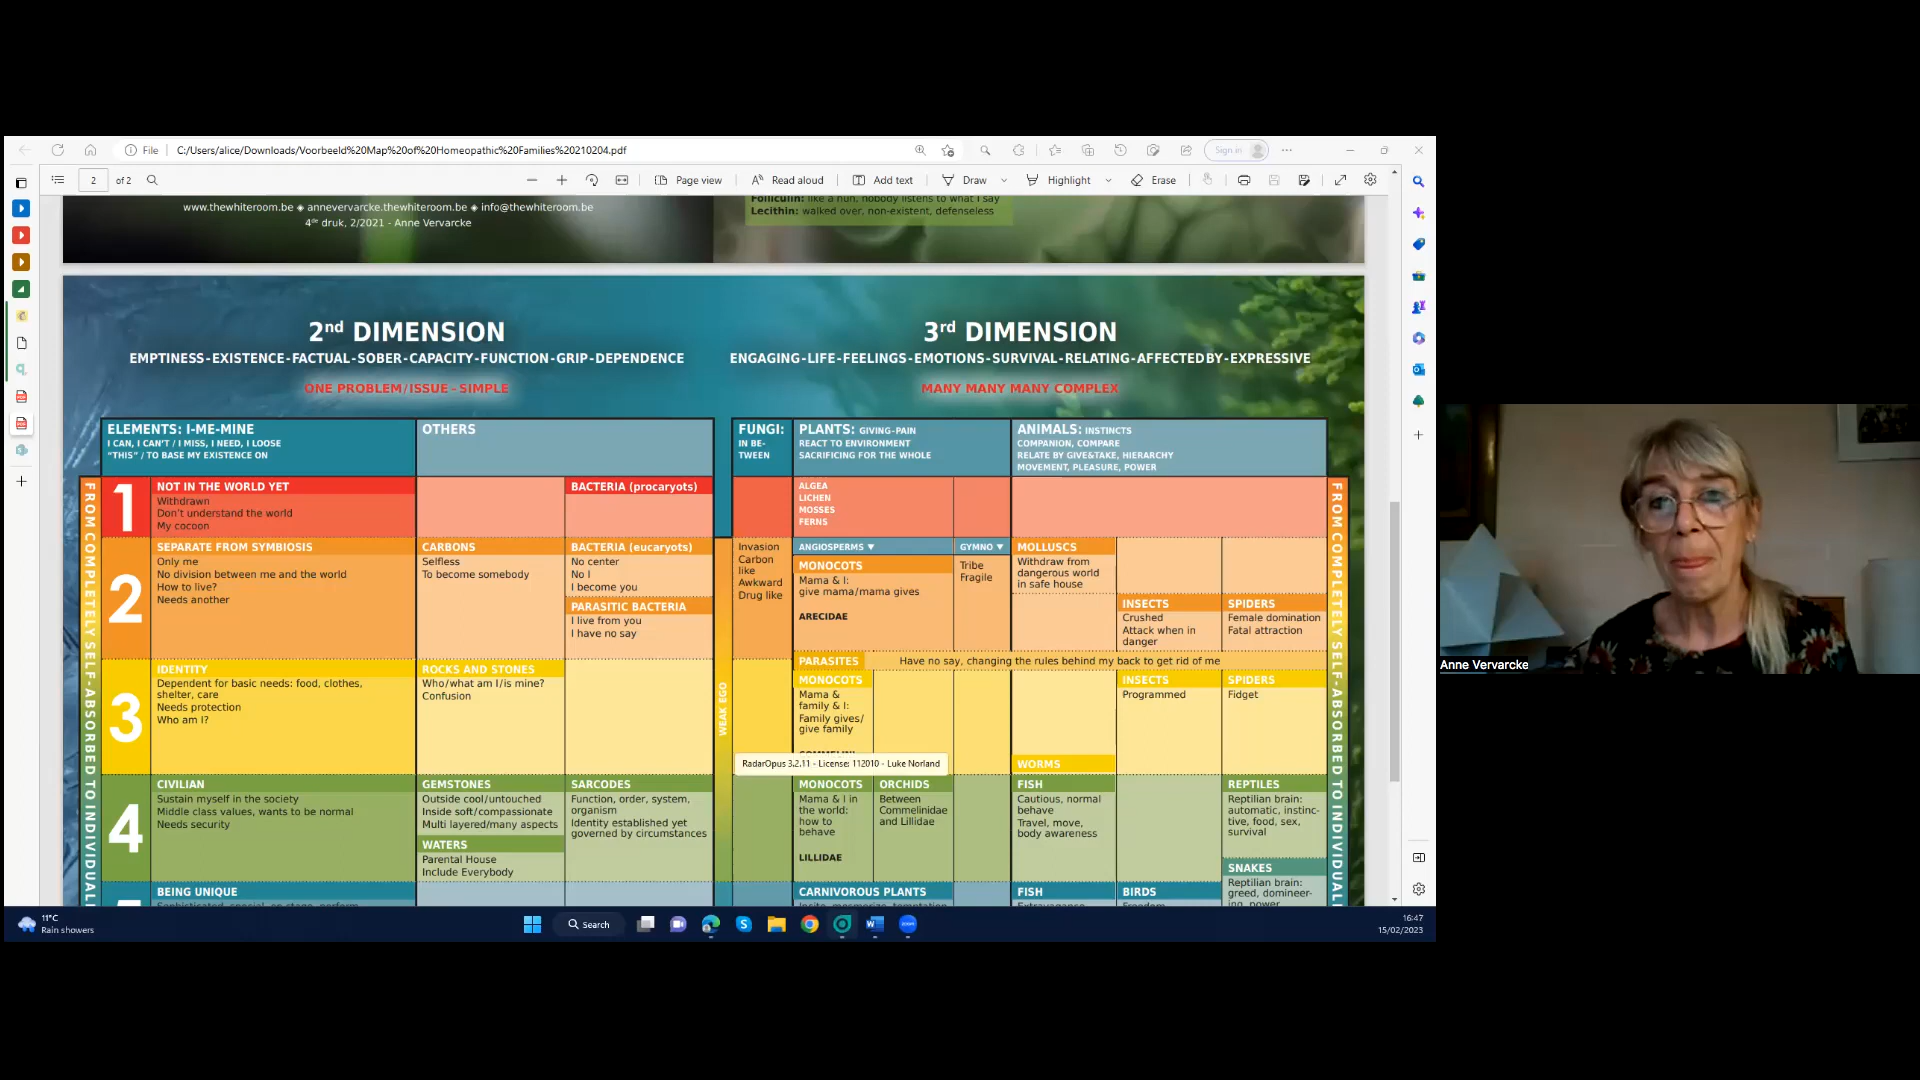 File
C:/Users/alice/Downloads/Voorbeeld%20Map%20of%20Homeopathic%20Families%20210204.pdf
Sign in
2
of 2
Page view
Read aloud
Add text
Draw
Highlight
Erase
www.thewhiteroom.be ◈ annevervarcke.thewhiteroom.be ◈ info@thewhiteroom.be
4de druk, 2/2021 - Anne Vervarcke
Folliculin: like a nun, nobody listens to what I say
Lecithin: walked over, non-existent, defenseless
2nd DIMENSION
EMPTINESS-EXISTENCE-FACTUAL-SOBER-CAPACITY-FUNCTION-GRIP-DEPENDENCE
ONE PROBLEM/ISSUE-SIMPLE
3rd DIMENSION
ENGAGING-LIFE-FEELINGS-EMOTIONS-SURVIVAL-RELATING-AFFECTED BY-EXPRESSIVE
MANY MANY MANY COMPLEX
ELEMENTS: I-ME-MINE
I CAN, I CAN'T / I MISS, I NEED, I LOOSE
"THIS" / TO BASE MY EXISTENCE ON
OTHERS
FUNGI:
IN BE-
TWEEN
PLANTS: GIVING-PAIN
REACT TO ENVIRONMENT
SACRIFICING FOR THE WHOLE
ANIMALS: INSTINCTS
COMPANION, COMPARE
RELATE BY GIVE&TAKE, HIERARCHY
MOVEMENT, PLEASURE, POWER
FROM COMPLETELY SELF-ABSORBED TO INDIVIDUAL
1
NOT IN THE WORLD YET
Withdrawn
Don't understand the world
My cocoon
BACTERIA (procaryots)
ALGEA
LICHEN
MOSSES
FERNS
FROM COMPLETELY SELF-ABSORBED TO INDIVIDUAL
2
SEPARATE FROM SYMBIOSIS
Only me
No division between me and the world
How to live?
Needs another
CARBONS
Selfless
To become somebody
BACTERIA (eucaryots)
No center
No I
I become you
PARASITIC BACTERIA
I live from you
I have no say
WEAK EGO
Invasion
Carbon
like
Awkward
Drug like
ANGIOSPERMS ▼
MONOCOTS
Mama & I:
give mama/mama gives
ARECIDAE
GYMNO ▼
Tribe
Fragile
MOLLUSCS
Withdraw from
dangerous world
in safe house
INSECTS
Crushed
Attack when in
danger
SPIDERS
Female domination
Fatal attraction
PARASITES
Have no say, changing the rules behind my back to get rid of me
3
IDENTITY
Dependent for basic needs: food, clothes,
shelter, care
Needs protection
Who am I?
ROCKS AND STONES
Who/what am I/is mine?
Confusion
MONOCOTS
Mama &
family & I:
Family gives/
give family
INSECTS
Programmed
SPIDERS
Fidget
WORMS
RadarOpus 3.2.11 - License: 112010 - Luke Norland
4
CIVILIAN
Sustain myself in the society
Middle class values, wants to be normal
Needs security
GEMSTONES
Outside cool/untouched
Inside soft/compassionate
Multi layered/many aspects
WATERS
Parental House
Include Everybody
SARCODES
Function, order, system,
organism
Identity established yet
governed by circumstances
MONOCOTS
Mama & I in
the world:
how to
behave
LILLIDAE
ORCHIDS
Between
Commelinidae
and Lillidae
FISH
Cautious, normal
behave
Travel, move,
body awareness
REPTILES
Reptilian brain:
automatic, instinc-
tive, food, sex,
survival
SNAKES
Reptilian brain:
greed, domineer-
ing, power
BEING UNIQUE
CARNIVOROUS PLANTS
FISH
BIRDS
Anne Vervarcke
11°C
Rain showers
Search
16:47
15/02/2023